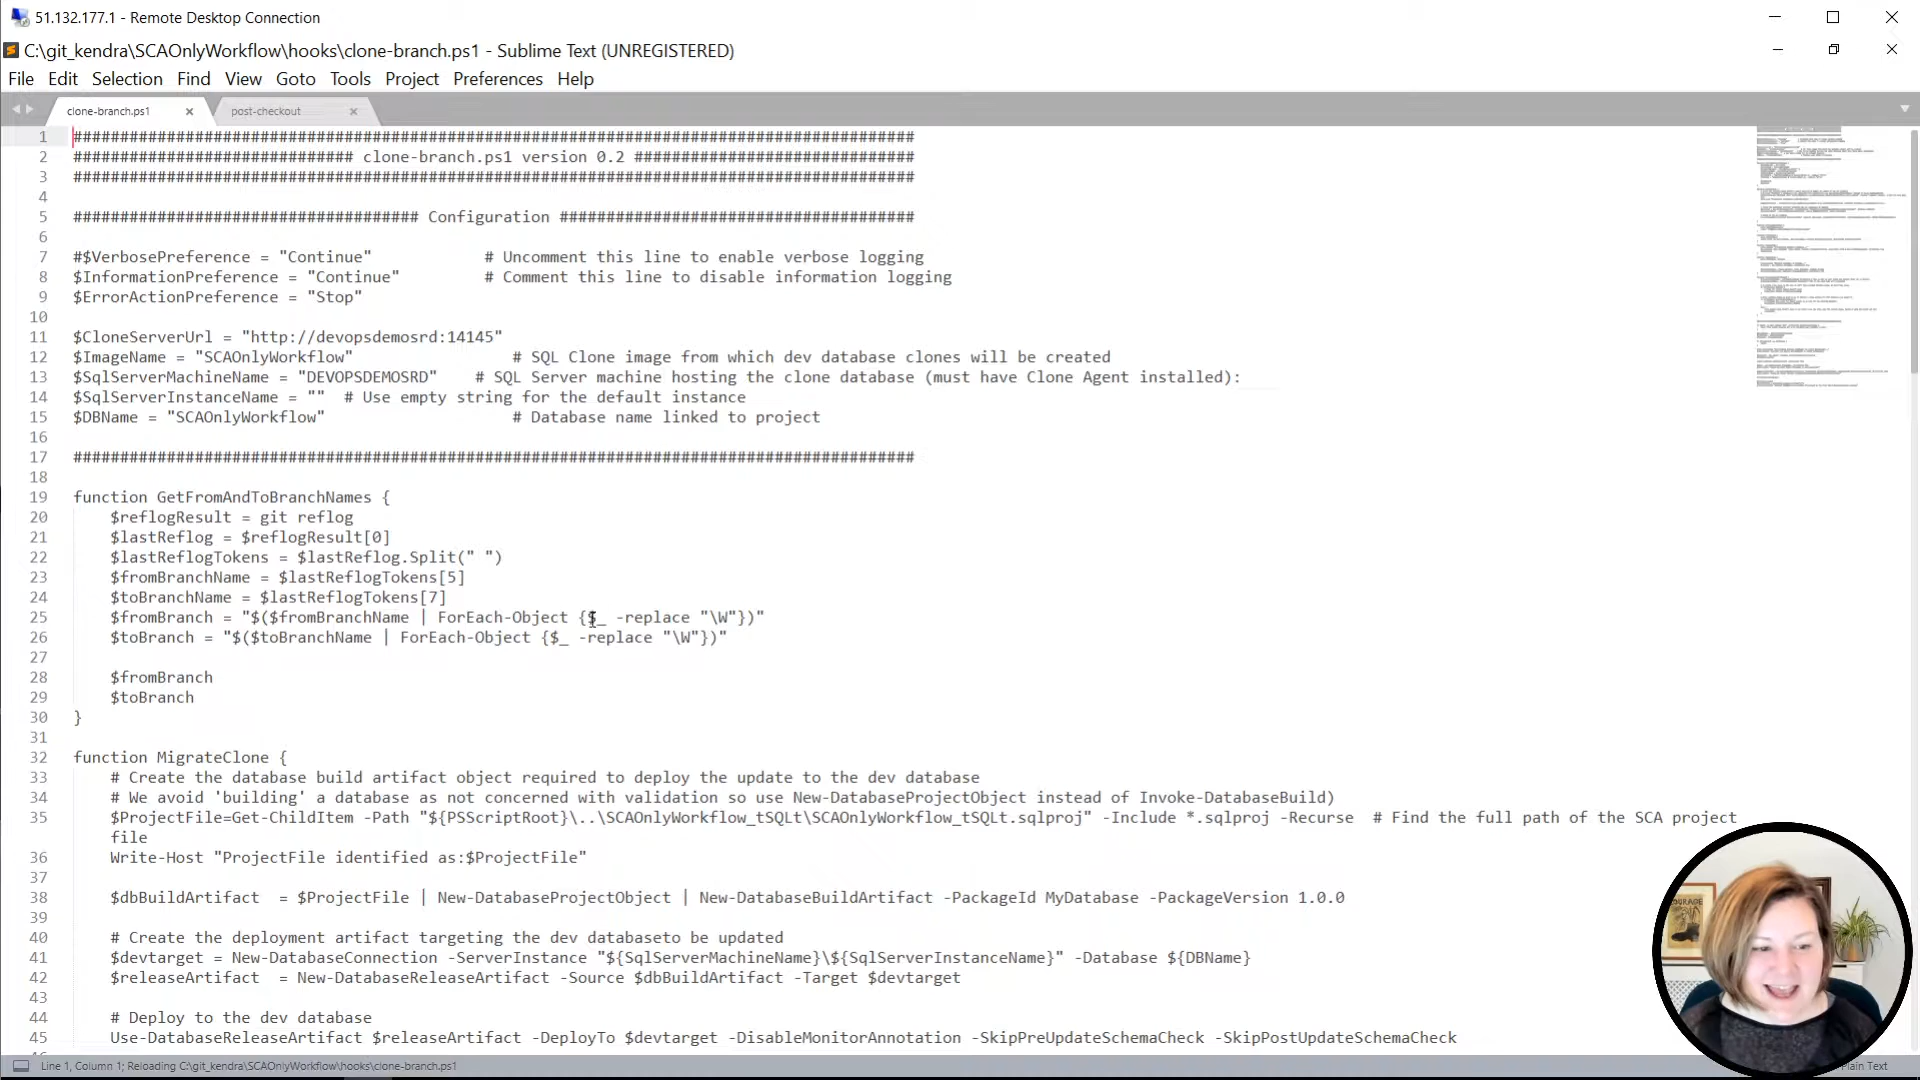 51.132.177.1 - Remote Desktop Connection
C:\git_kendra\SCAOnlyWorkflow\hooks\clone-branch.ps1 - Sublime Text (UNREGISTERED)
File Edit Selection Find View Goto Tools Project Preferences Help
clone-branch.ps1 post-checkout
1 ##########################################################################################
2 ############################## clone-branch.ps1 version 0.2 ##############################
3 ##########################################################################################
4
5 ##################################### Configuration ######################################
6
7 #$VerbosePreference = "Continue" # Uncomment this line to enable verbose logging
8 $InformationPreference = "Continue" # Comment this line to disable information logging
9 $ErrorActionPreference = "Stop"
10
11 $CloneServerUrl = "http://devopsdemosrd:14145"
12 $ImageName = "SCAOnlyWorkflow" # SQL Clone image from which dev database clones will be created
13 $SqlServerMachineName = "DEVOPSDEMOSRD" # SQL Server machine hosting the clone database (must have Clone Agent installed):
14 $SqlServerInstanceName = "" # Use empty string for the default instance
15 $DBName = "SCAOnlyWorkflow" # Database name linked to project
16
17 ##########################################################################################
18
19 function GetFromAndToBranchNames {
20 $reflogResult = git reflog
21 $lastReflog = $reflogResult[0]
22 $lastReflogTokens = $lastReflog.Split(" ")
23 $fromBranchName = $lastReflogTokens[5]
24 $toBranchName = $lastReflogTokens[7]
25 $fromBranch = "$($fromBranchName | ForEach-Object {$_ -replace "\W"})"
26 $toBranch = "$($toBranchName | ForEach-Object {$_ -replace "\W"})"
27
28 $fromBranch
29 $toBranch
30 }
31
32 function MigrateClone {
33 # Create the database build artifact object required to deploy the update to the dev database
34 # We avoid 'building' a database as not concerned with validation so use New-DatabaseProjectObject instead of Invoke-DatabaseBuild)
35 $ProjectFile=Get-ChildItem -Path "${PSScriptRoot}\..\SCAOnlyWorkflow_tSQLt\SCAOnlyWorkflow_tSQLt.sqlproj" -Include *.sqlproj -Recurse # Find the full path of the SCA project
file
36 Write-Host "ProjectFile identified as:$ProjectFile"
37
38 $dbBuildArtifact = $ProjectFile | New-DatabaseProjectObject | New-DatabaseBuildArtifact -PackageId MyDatabase -PackageVersion 1.0.0
39
40 # Create the deployment artifact targeting the dev databaseto be updated
41 $devtarget = New-DatabaseConnection -ServerInstance "${SqlServerMachineName}\${SqlServerInstanceName}" -Database ${DBName}
42 $releaseArtifact = New-DatabaseReleaseArtifact -Source $dbBuildArtifact -Target $devtarget
43
44 # Deploy to the dev database
45 Use-DatabaseReleaseArtifact $releaseArtifact -DeployTo $devtarget -DisableMonitorAnnotation -SkipPreUpdateSchemaCheck -SkipPostUpdateSchemaCheck
Line 1, Column 1; Reloading C:\git_kendra\SCAOnlyWorkflow\hooks\clone-branch.ps1
Plain Text